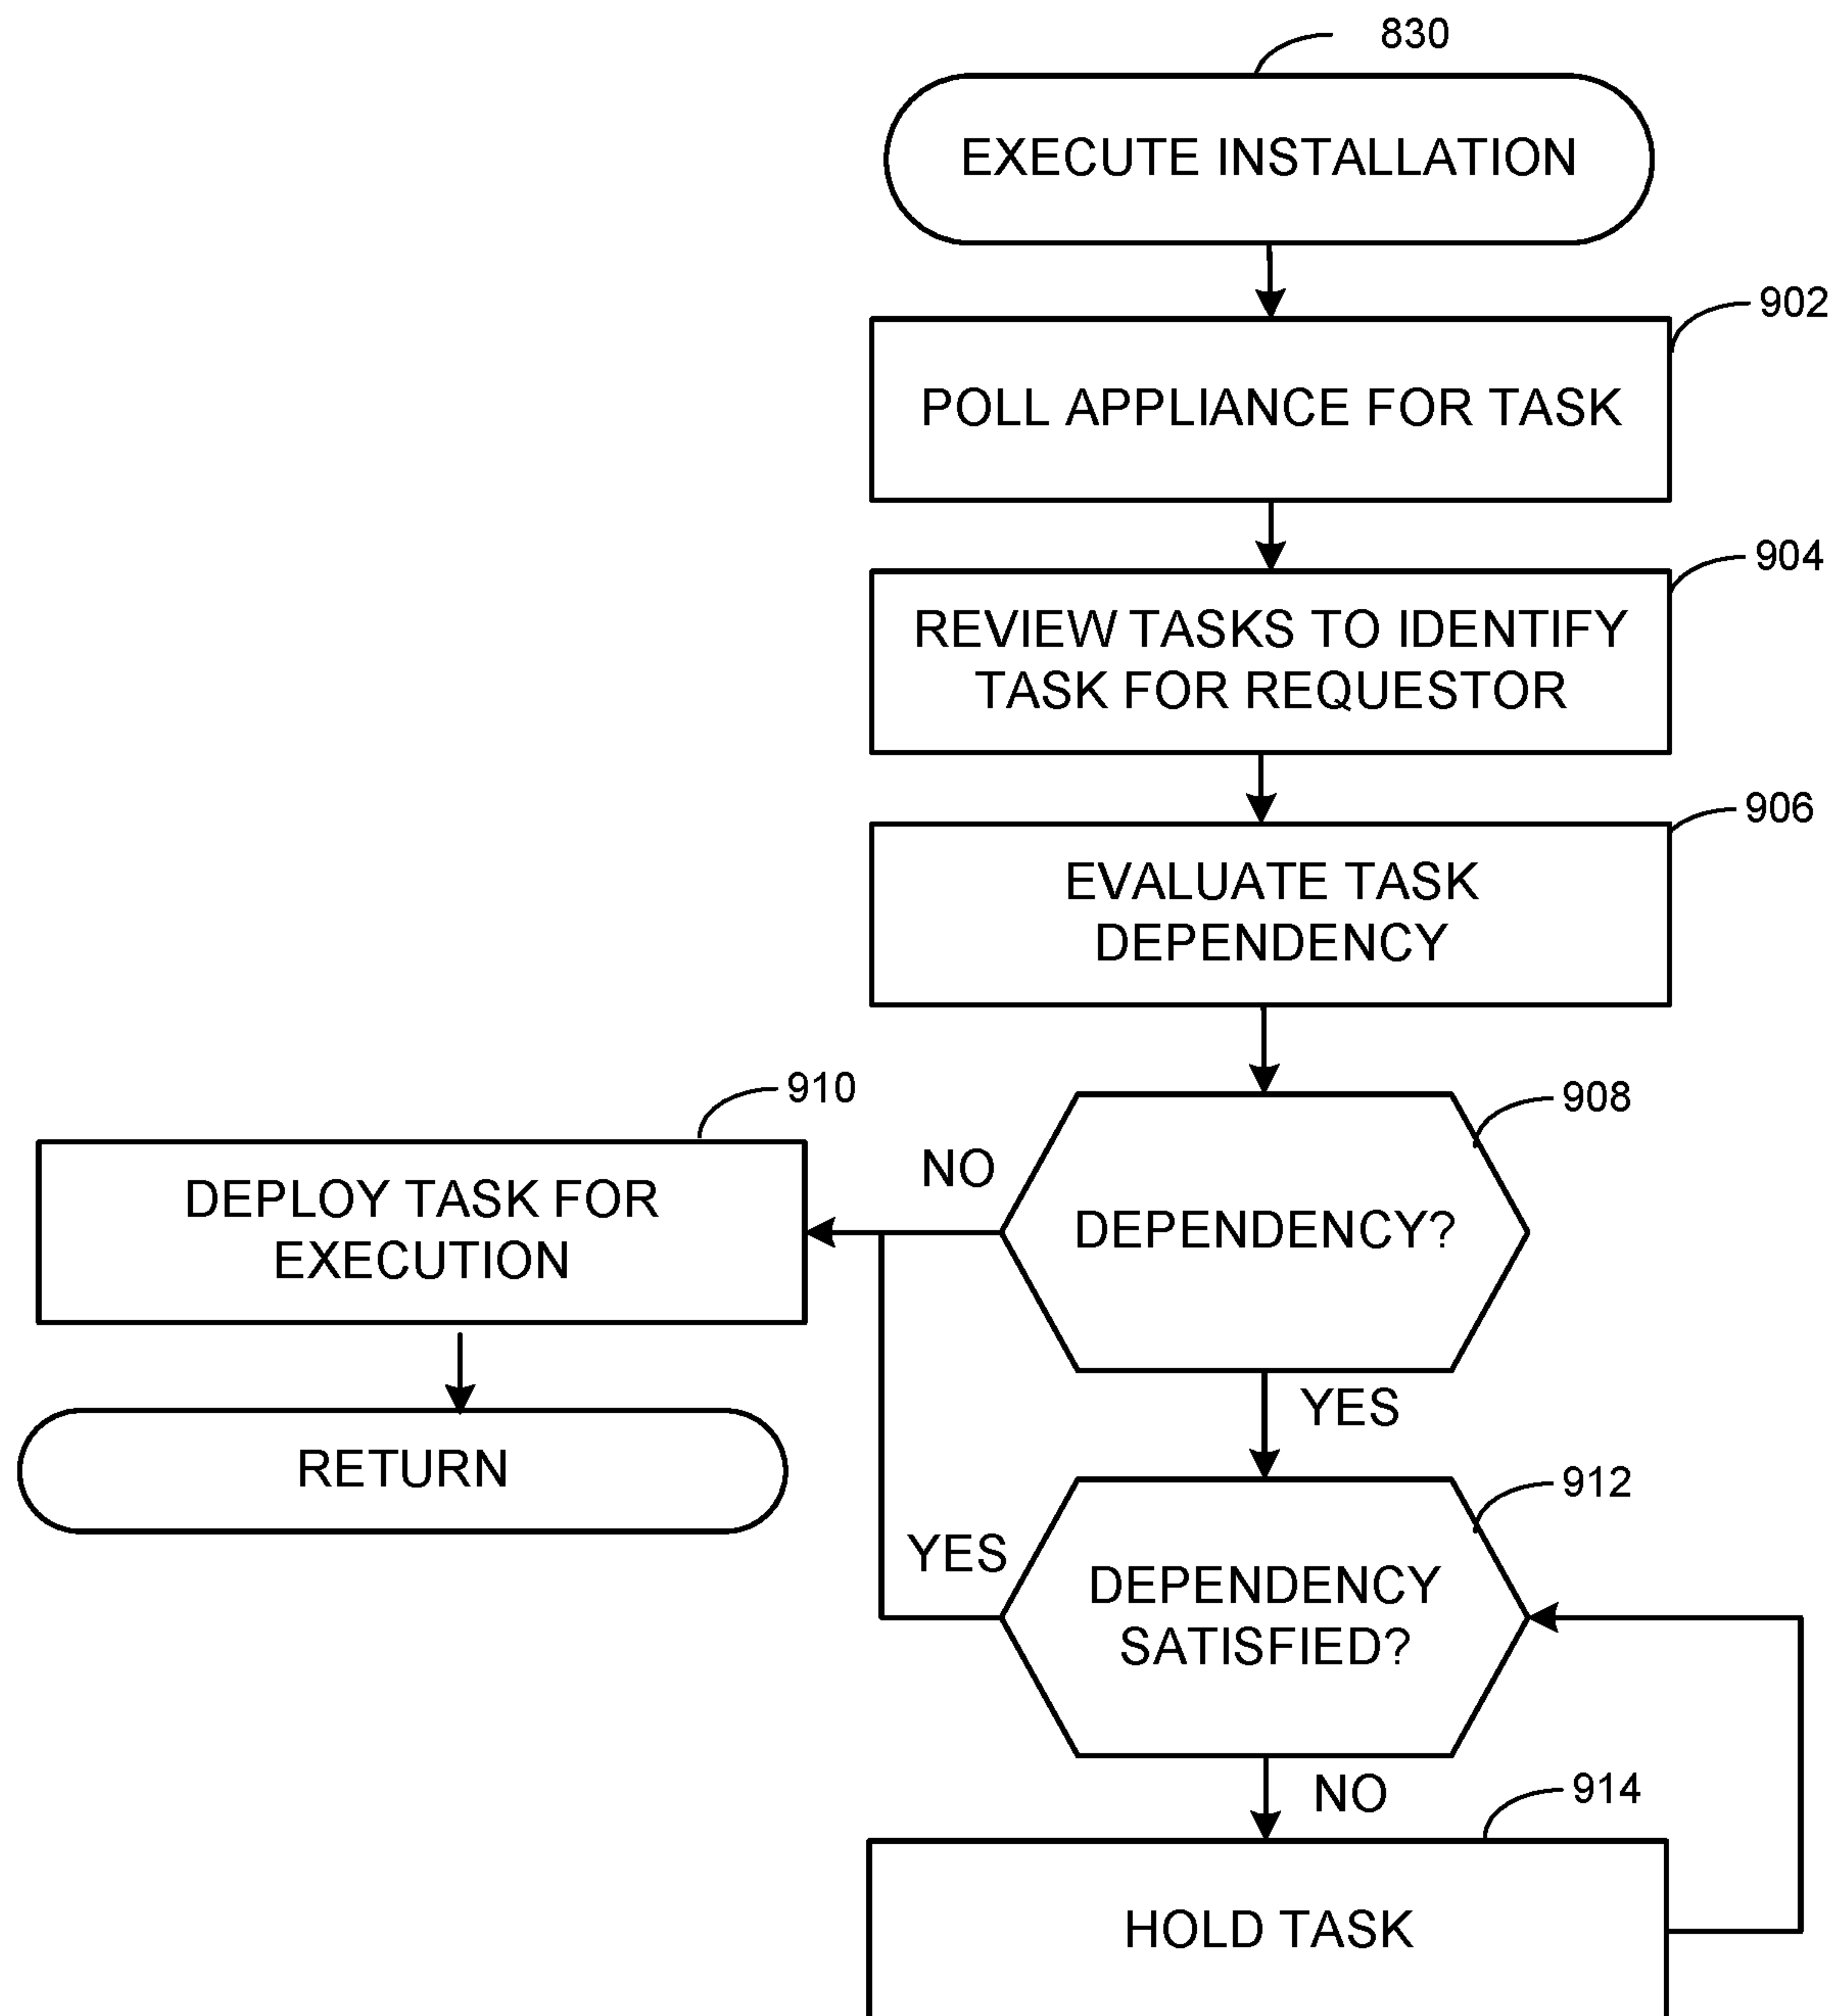 830
EXECUTE INSTALLATION
902
POLL APPLIANCE FOR TASK
904
REVIEW TASKS TO IDENTIFY
TASK FOR REQUESTOR
906
EVALUATE TASK
DEPENDENCY
908
DEPENDENCY?
NO
910
DEPLOY TASK FOR
EXECUTION
RETURN
YES
912
DEPENDENCY
SATISFIED?
YES
NO
914
HOLD TASK